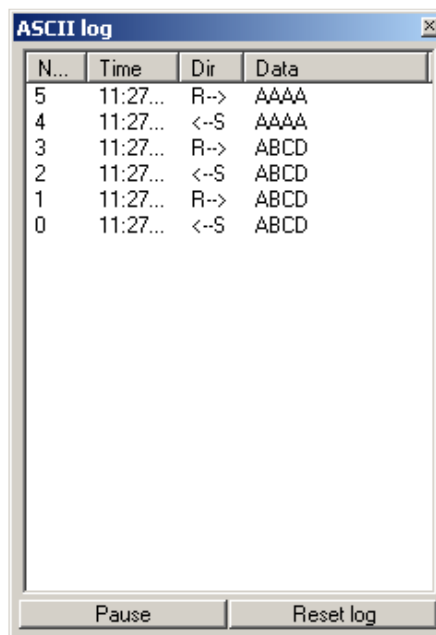 ASCII log
N... Time Dir Data
5 11:27... R--> AAAA
4 11:27... <--S AAAA
3 11:27... R--> ABCD
2 11:27... <--S ABCD
1 11:27... R--> ABCD
0 11:27... <--S ABCD
Pause Reset log